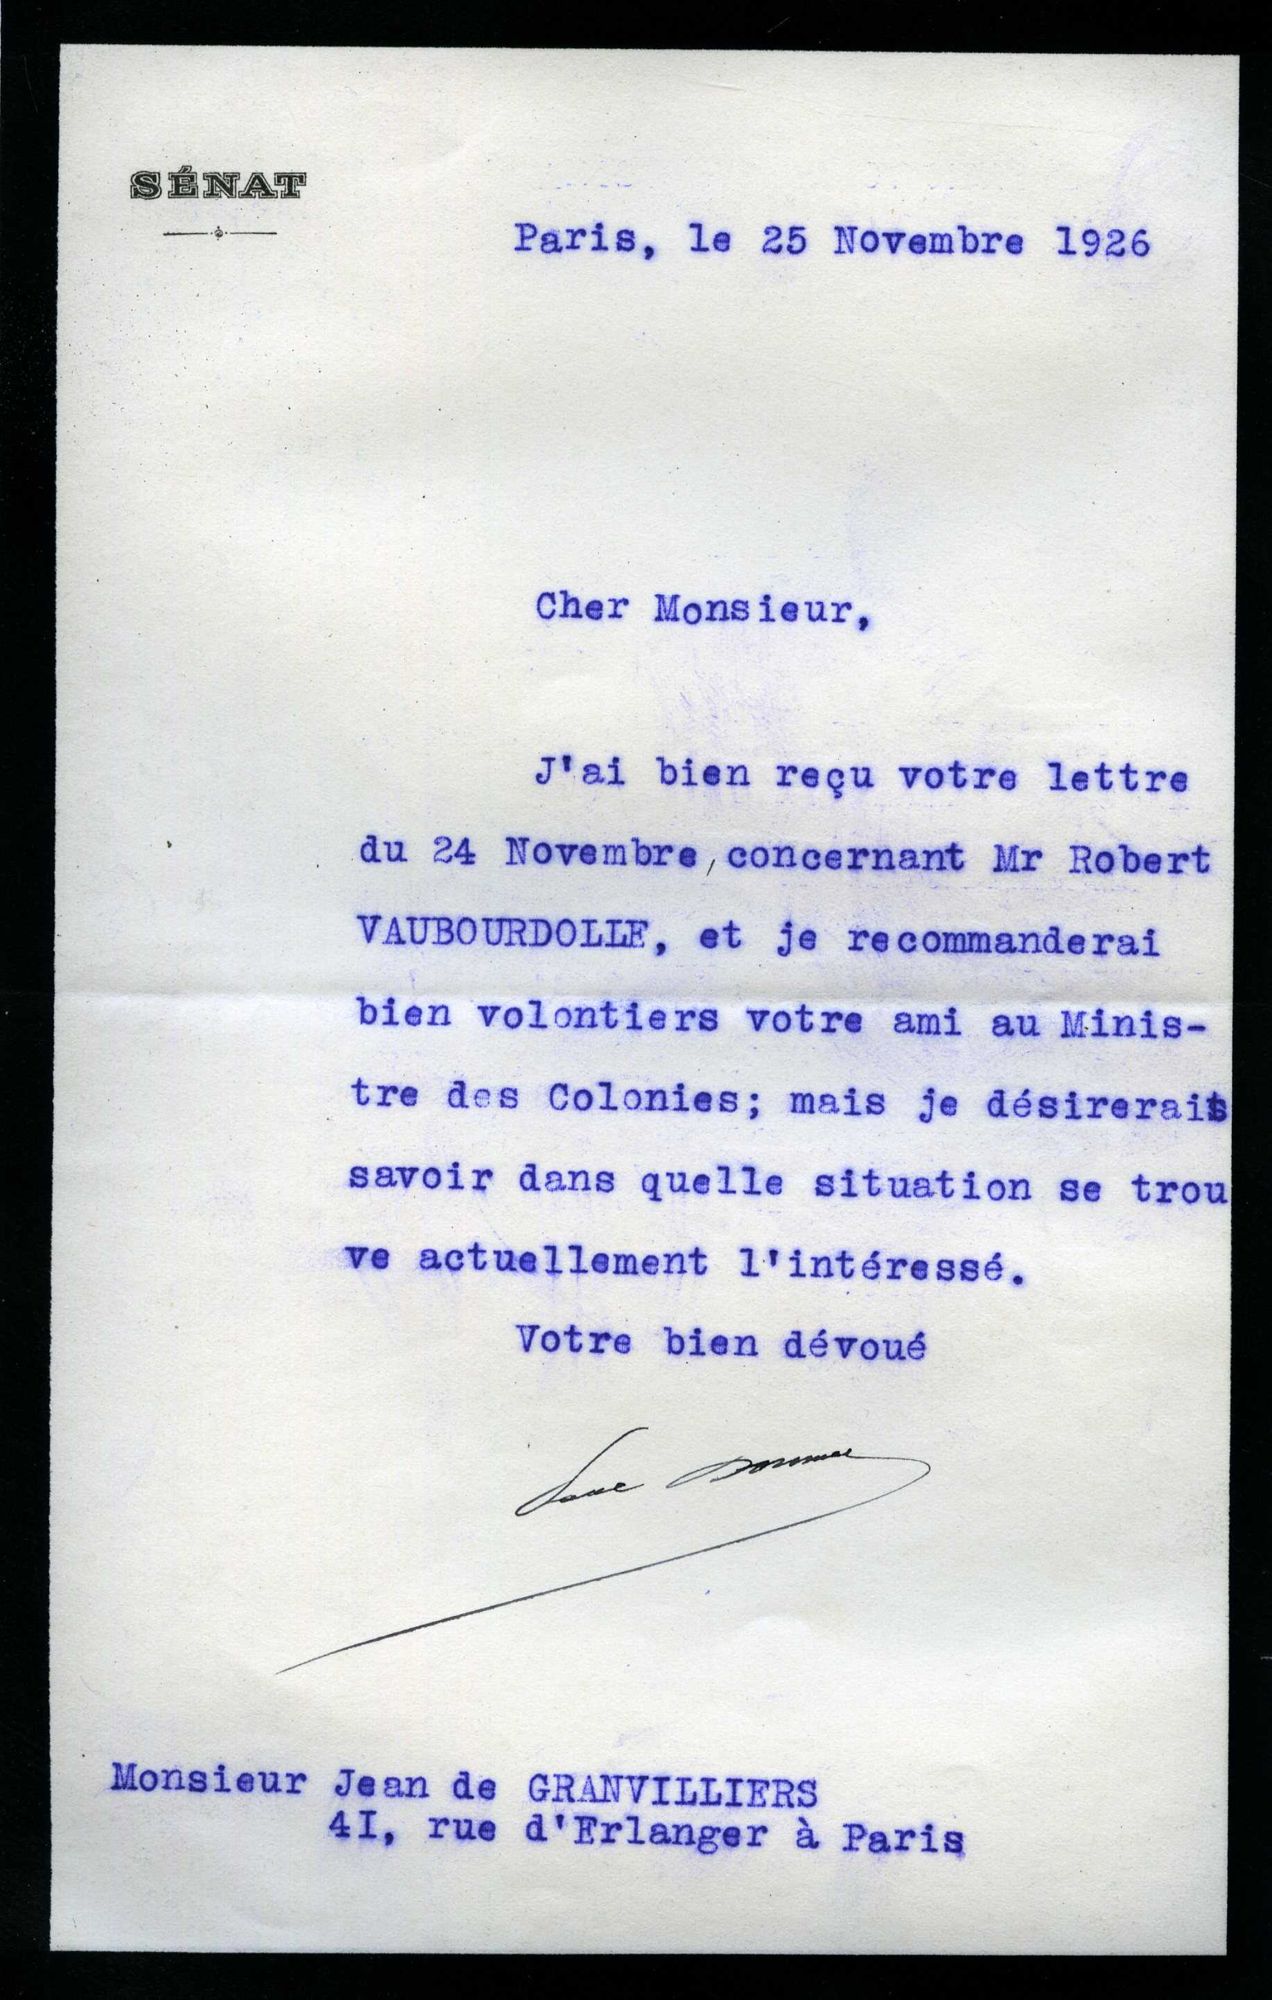 SÉNAT
Paris, le 25 Novembre 1926
Cher Monsieur,
J'ai bien reçu votre lettre
du 24 Novembre, concernant Mr Robert
VAUBOURDOLLE, et je recommanderai
bien volontiers votre ami au Minis-
tre des Colonies; mais je désirerais
savoir dans quelle situation se trou
ve actuellement l'intéressé.
Votre bien dévoué
Paul Doumer
Monsieur Jean de GRANVILLIERS
4I, rue d'Erlanger à Paris